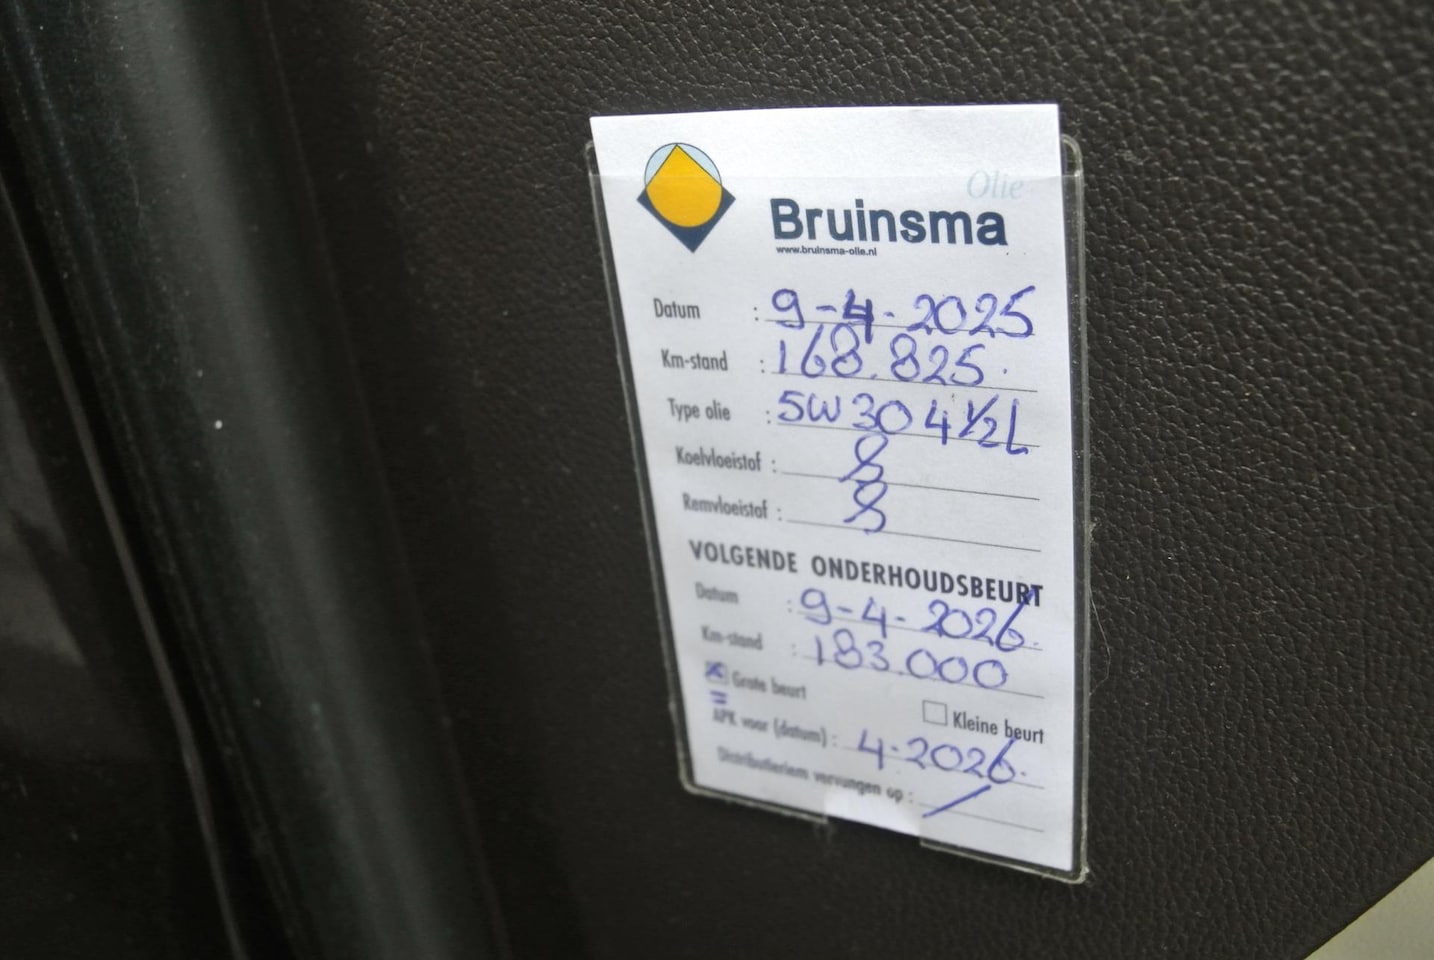 Olie
Bruinsma
www.bruinsma-olie.nl
Datum : 9-4-2025
Km-stand : 168.825.
Type olie : 5W30 4½L
Koelvloeistof :
Remvloeistof :
VOLGENDE ONDERHOUDSBEURT
Datum : 9-4-2026.
Km-stand : 183.000
Grote beurt Kleine beurt
APK voor (datum) : 4-2026.
Distributieriem vervangen op : /